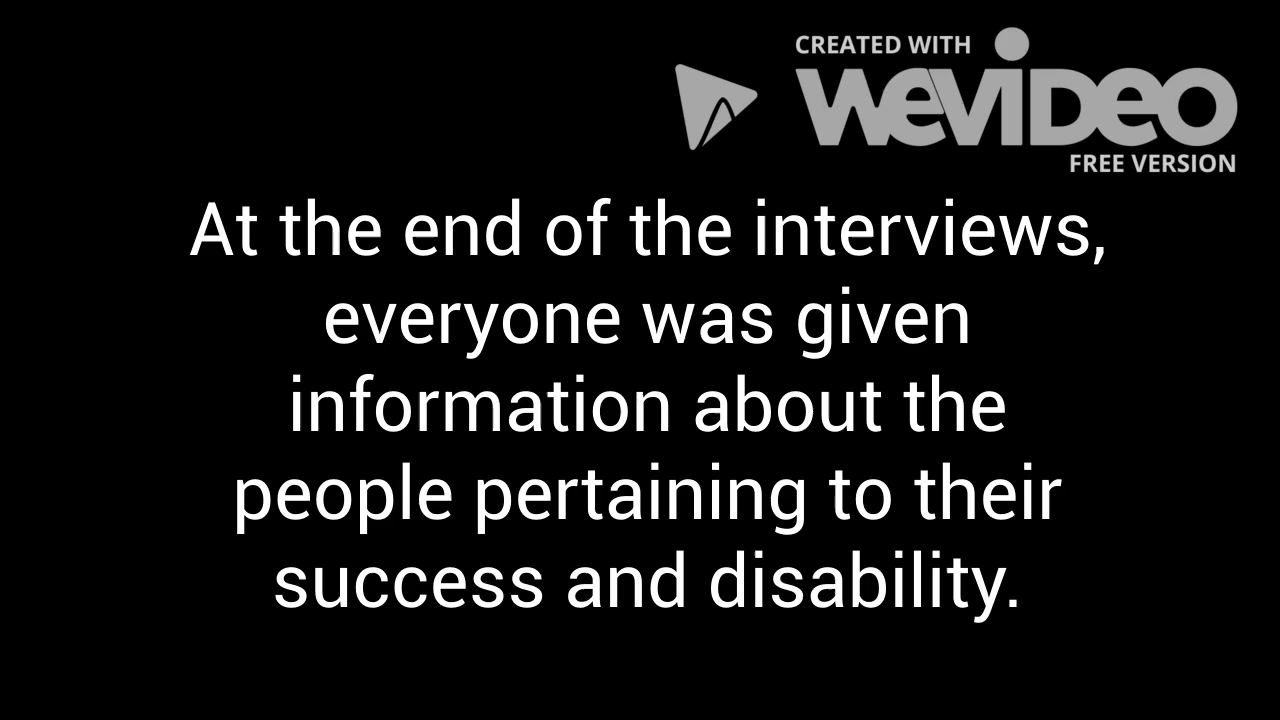 CREATED WITH
WEVIDEO
FREE VERSION
At the end of the interviews,
everyone was given
information about the
people pertaining to their
success and disability.